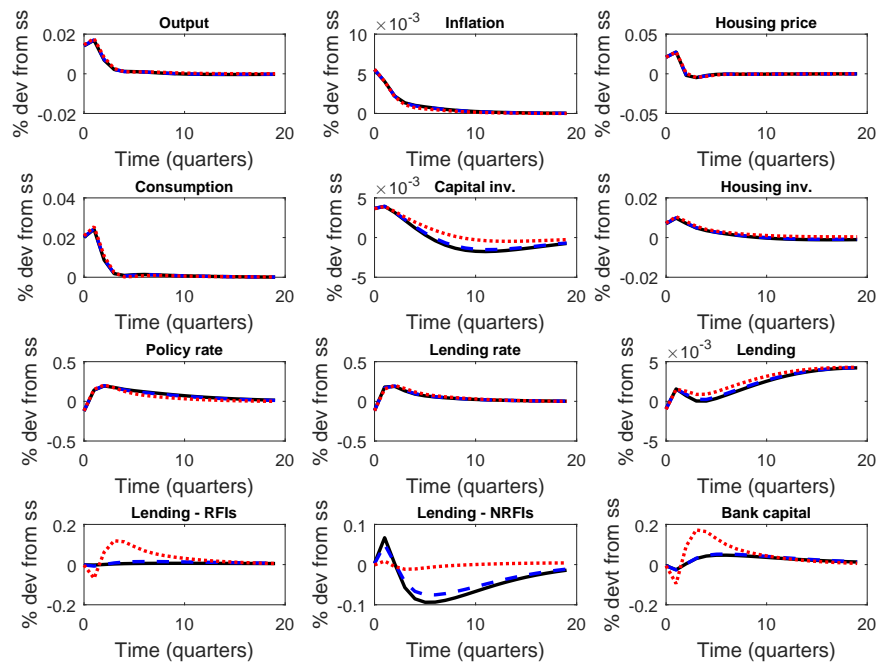 Output
% dev from ss
0.02
0
-0.02
0 10 20
Time (quarters)
Inflation
% dev from ss
×10⁻³
10
5
0
0 10 20
Time (quarters)
Housing price
% dev from ss
0.05
0
-0.05
0 10 20
Time (quarters)
Consumption
% dev from ss
0.04
0.02
0
0 10 20
Time (quarters)
Capital inv.
% dev from ss
×10⁻³
5
0
-5
0 10 20
Time (quarters)
Housing inv.
% dev from ss
0.02
0
-0.02
0 10 20
Time (quarters)
Policy rate
% dev from ss
0.5
0
-0.5
0 10 20
Time (quarters)
Lending rate
% dev from ss
0.5
0
-0.5
0 10 20
Time (quarters)
Lending
% dev from ss
×10⁻³
5
0
-5
0 10 20
Time (quarters)
Lending - RFIs
% dev from ss
0.2
0
-0.2
0 10 20
Time (quarters)
Lending - NRFIs
% dev from ss
0.1
0
-0.1
0 10 20
Time (quarters)
Bank capital
% devt from ss
0.2
0
-0.2
0 10 20
Time (quarters)